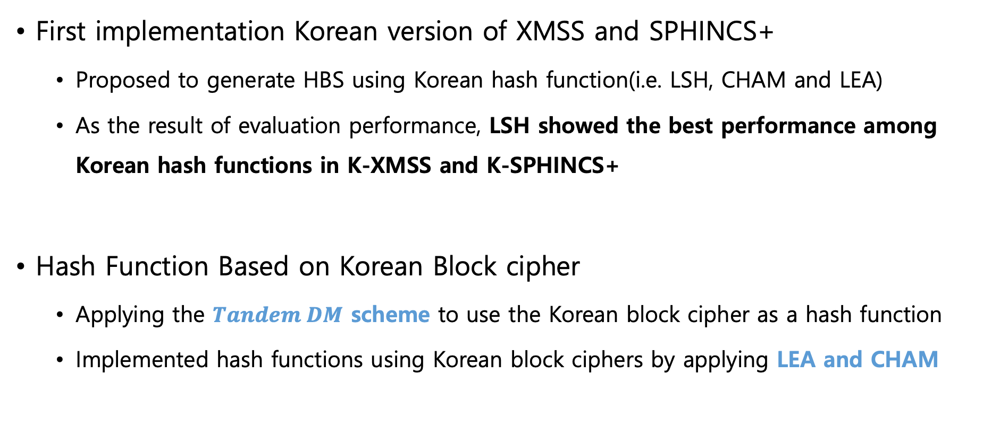 • First implementation Korean version of XMSS and SPHINCS+
• Proposed to generate HBS using Korean hash function(i.e. LSH, CHAM and LEA)
• As the result of evaluation performance, LSH showed the best performance among
Korean hash functions in K-XMSS and K-SPHINCS+
• Hash Function Based on Korean Block cipher
• Applying the Tandem DM scheme to use the Korean block cipher as a hash function
• Implemented hash functions using Korean block ciphers by applying LEA and CHAM